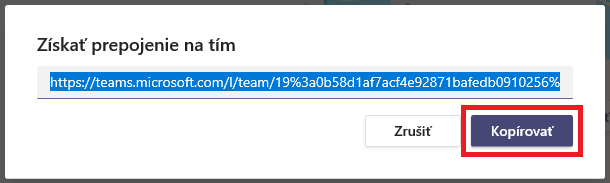 Získať prepojenie na tím
https://teams.microsoft.com/l/team/19%3a0b58d1af7acf4e92871bafedb0910256%
Zrušiť
Kopírovať